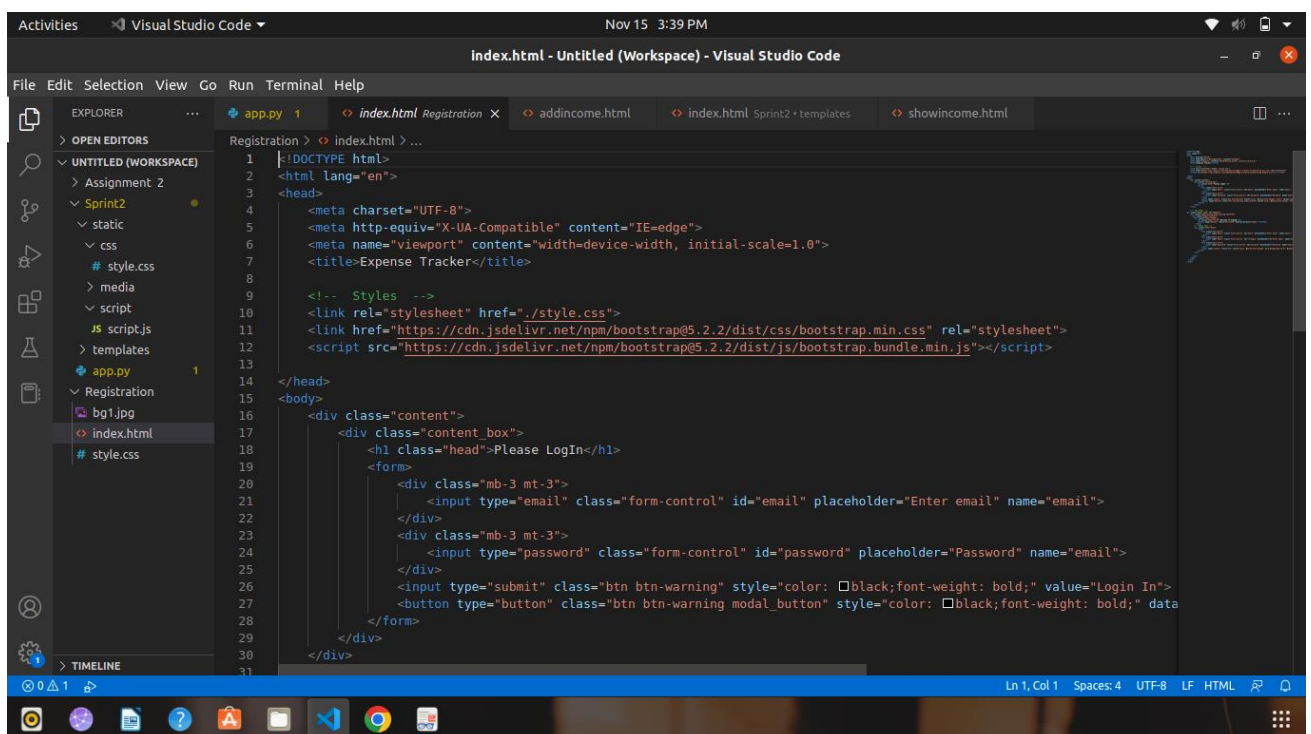 Activities Visual Studio Code Nov 15 3:39 PM
index.html - Untitled (Workspace) - Visual Studio Code
File Edit Selection View Go Run Terminal Help
EXPLORER ...
> OPEN EDITORS
UNTITLED (WORKSPACE)
> Assignment 2
Sprint2
static
css
# style.css
> media
script
JS script.js
> templates
app.py 1
Registration
bg1.jpg
<> index.html
# style.css
> TIMELINE
app.py 1 <> index.html Registration X <> addincome.html <> index.html Sprint2 • templates <> showincome.html ...
Registration > <> index.html > ...
1 <!DOCTYPE html>
2 <html lang="en">
3 <head>
4 <meta charset="UTF-8">
5 <meta http-equiv="X-UA-Compatible" content="IE=edge">
6 <meta name="viewport" content="width=device-width, initial-scale=1.0">
7 <title>Expense Tracker</title>
8
9 <!-- Styles -->
10 <link rel="stylesheet" href="./style.css">
11 <link href="https://cdn.jsdelivr.net/npm/bootstrap@5.2.2/dist/css/bootstrap.min.css" rel="stylesheet">
12 <script src="https://cdn.jsdelivr.net/npm/bootstrap@5.2.2/dist/js/bootstrap.bundle.min.js"></script>
13
14 </head>
15 <body>
16 <div class="content">
17 <div class="content_box">
18 <h1 class="head">Please LogIn</h1>
19 <form>
20 <div class="mb-3 mt-3">
21 <input type="email" class="form-control" id="email" placeholder="Enter email" name="email">
22 </div>
23 <div class="mb-3 mt-3">
24 <input type="password" class="form-control" id="password" placeholder="Password" name="email">
25 </div>
26 <input type="submit" class="btn btn-warning" style="color: black;font-weight: bold;" value="Login In">
27 <button type="button" class="btn btn-warning modal_button" style="color: black;font-weight: bold;" data
28 </form>
29 </div>
30 </div>
31
1
0 1 Ln 1, Col 1 Spaces: 4 UTF-8 LF HTML